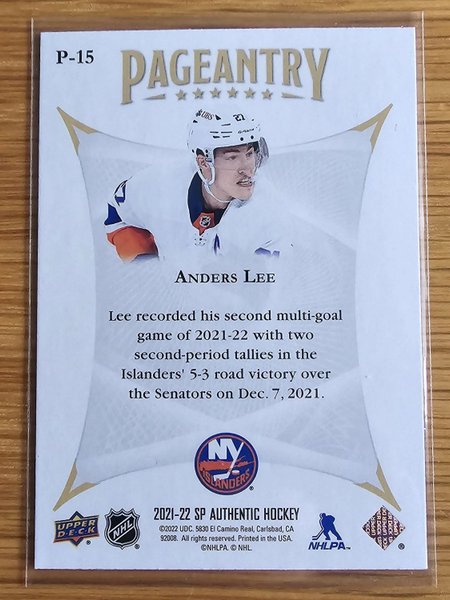 P-15
PAGEANTRY
27
ANDERS LEE
Lee recorded his second multi-goal
game of 2021-22 with two
second-period tallies in the
Islanders' 5-3 road victory over
the Senators on Dec. 7, 2021.
NY
ISLANDERS
2021-22 SP AUTHENTIC HOCKEY
©2022 UDC. 5830 El Camino Real, Carlsbad, CA
92008. All rights reserved. Printed in the USA.
©NHLPA. © NHL.
UPPER
DECK
NHL
NHLPA